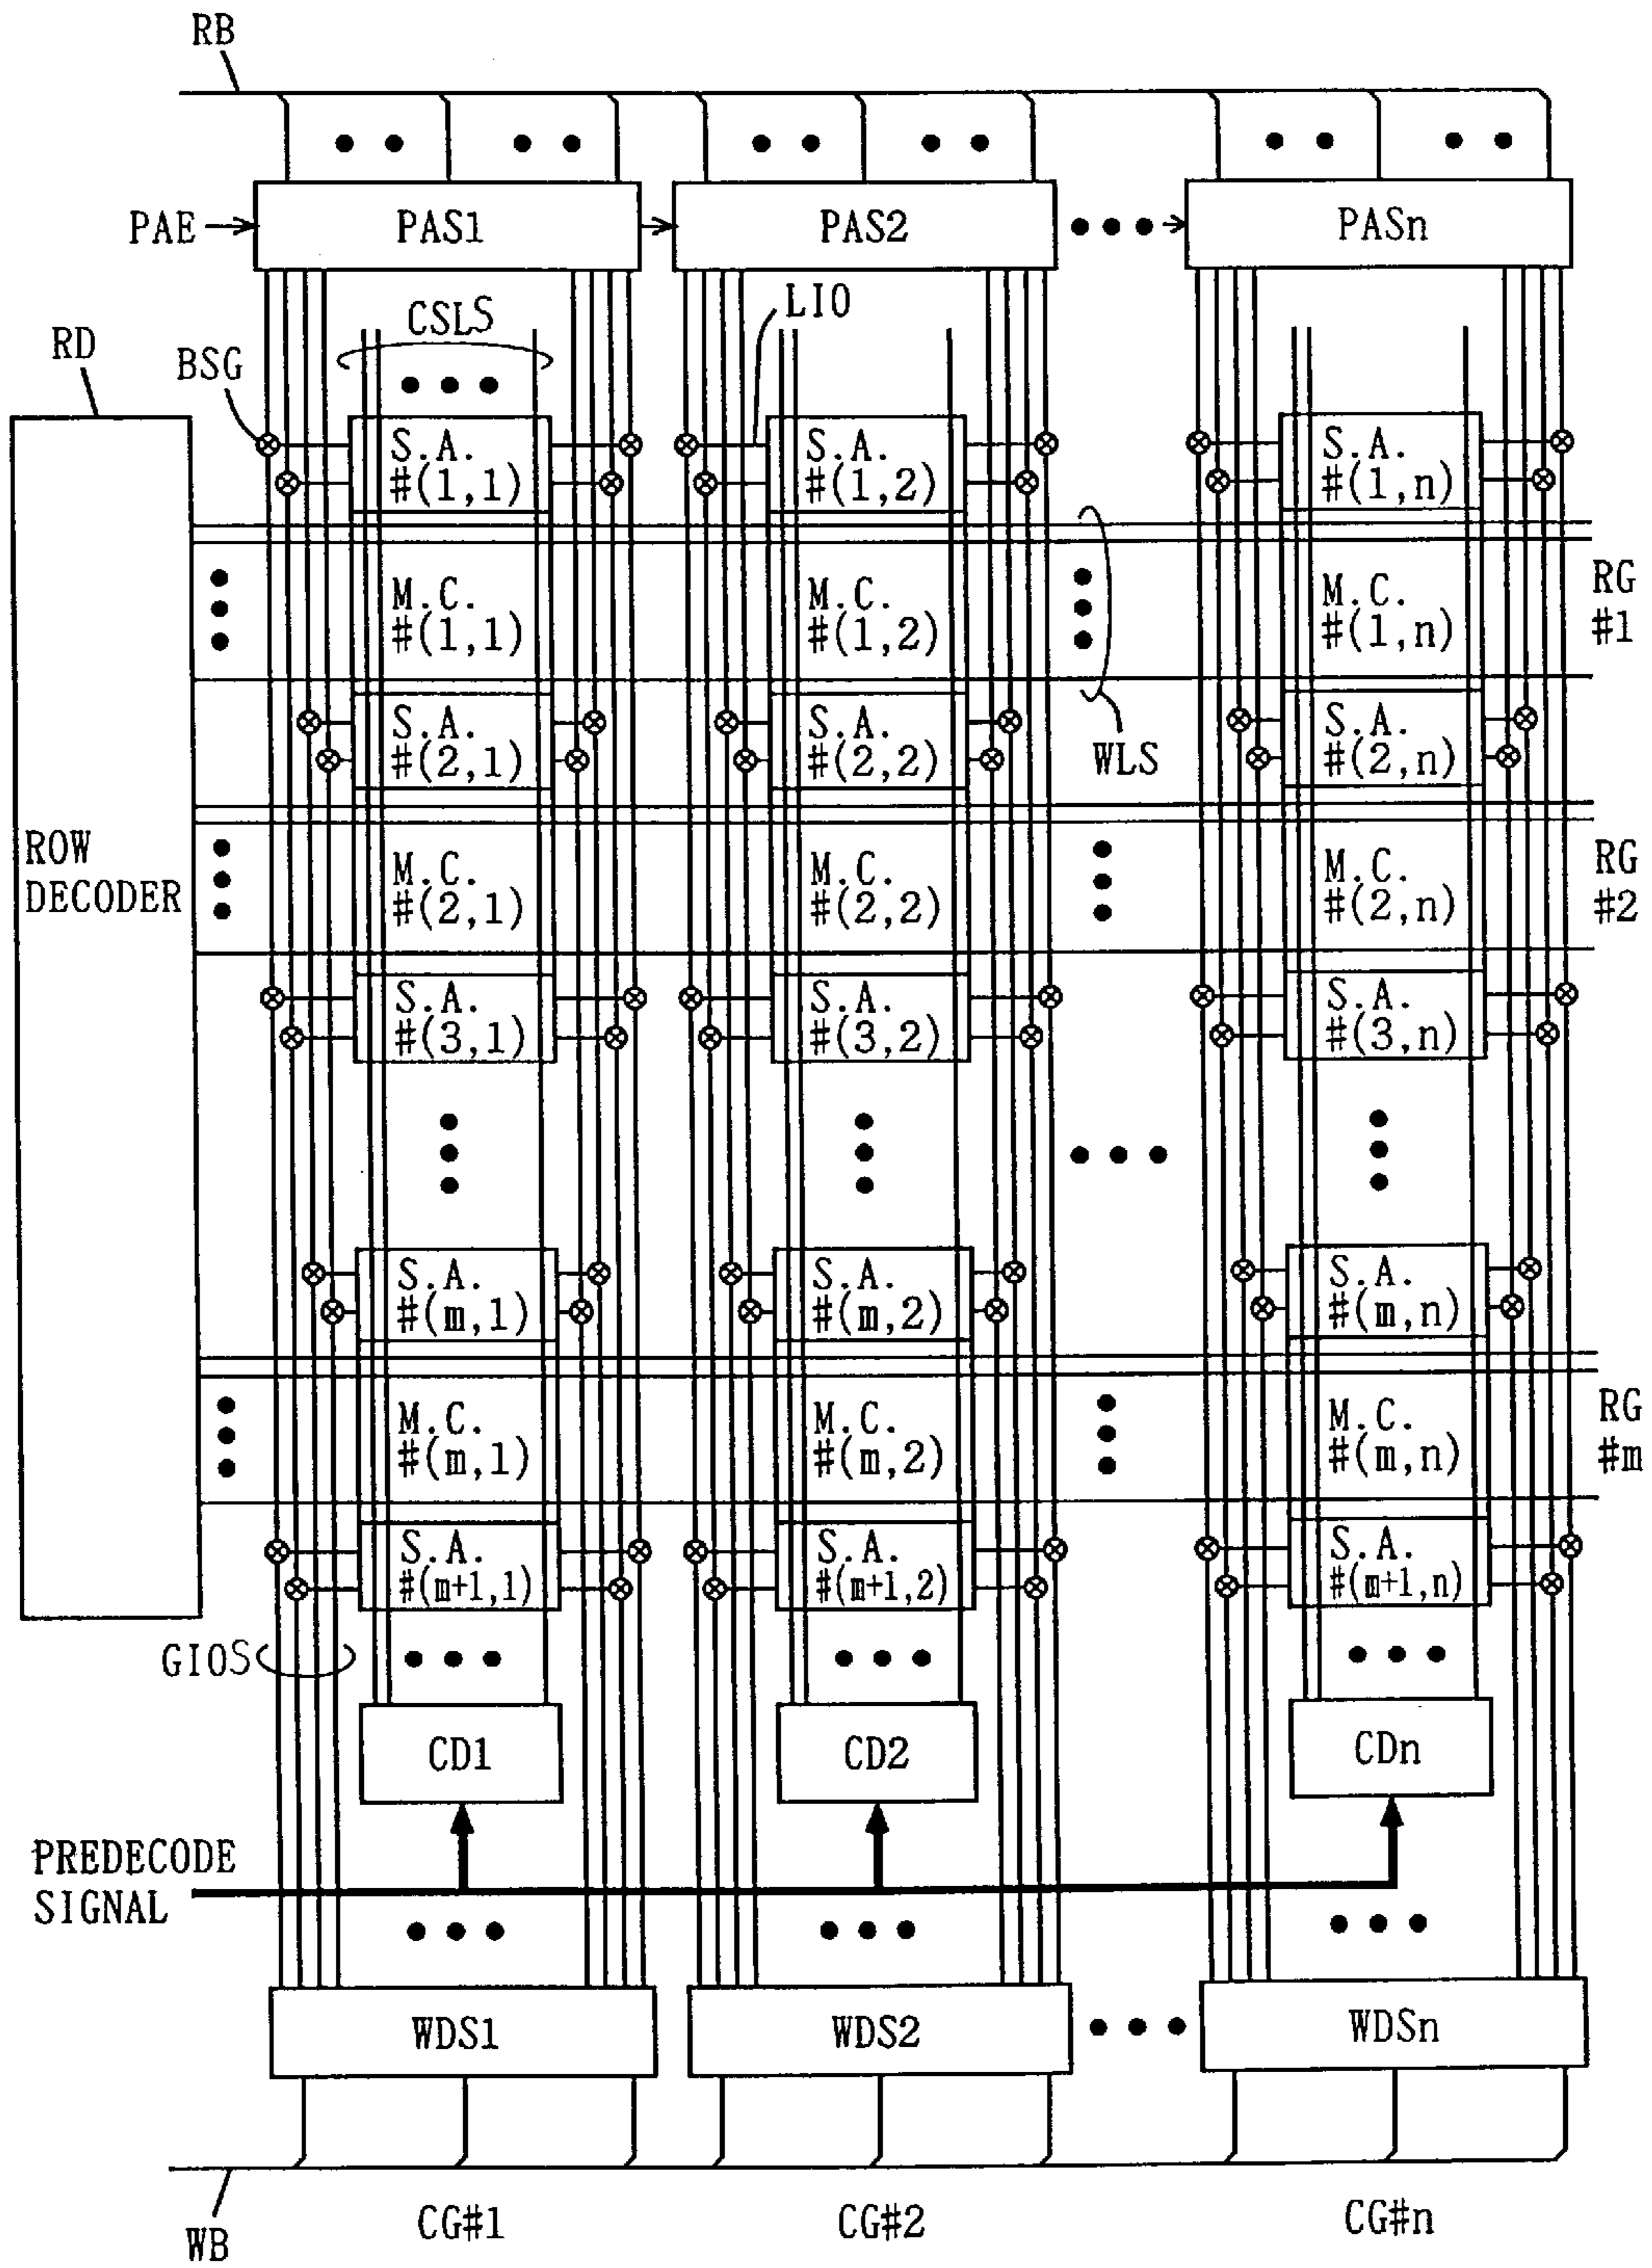 RB
PAE
PAS1
PAS2
PASn
CSLS
LIO
RD
BSG
S.A.
#(1,1)
S.A.
#(1,2)
S.A.
#(1,n)
M.C.
#(1,1)
M.C.
#(1,2)
M.C.
#(1,n)
RG
#1
S.A.
#(2,1)
S.A.
#(2,2)
WLS
S.A.
#(2,n)
ROW
DECODER
M.C.
#(2,1)
M.C.
#(2,2)
M.C.
#(2,n)
RG
#2
S.A.
#(3,1)
S.A.
#(3,2)
S.A.
#(3,n)
S.A.
#(m,1)
S.A.
#(m,2)
S.A.
#(m,n)
M.C.
#(m,1)
M.C.
#(m,2)
M.C.
#(m,n)
RG
#m
S.A.
#(m+1,1)
S.A.
#(m+1,2)
S.A.
#(m+1,n)
GIOS
CD1
CD2
CDn
PREDECODE
SIGNAL
WDS1
WDS2
WDSn
WB
CG#1
CG#2
CG#n